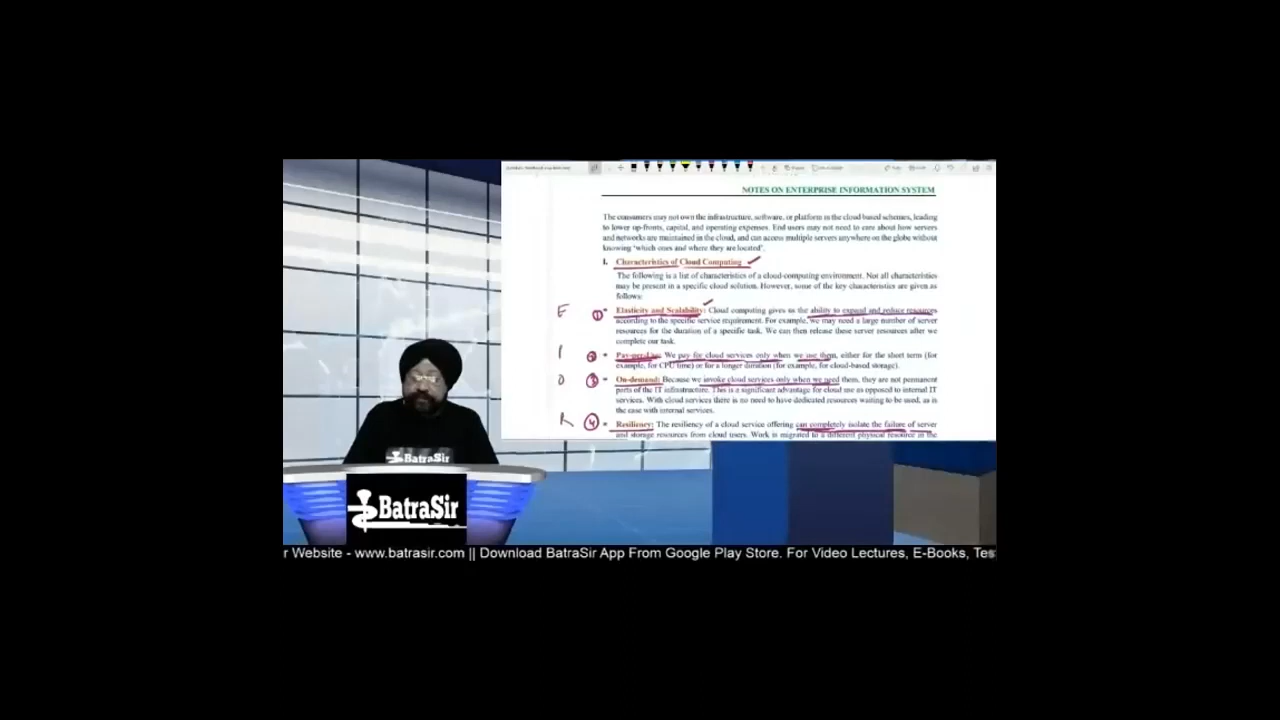 NOTES ON ENTERPRISE INFORMATION SYSTEM
The consumers may not own the infrastructure, software, or platform in the cloud based schemes, leading
to lower up-fronts, capital, and operating expenses. End users may not need to care about how servers
and networks are maintained in the cloud, and can access multiple servers anywhere on the globe without
knowing 'which ones and where they are located'.
I. Characteristics of Cloud Computing
The following is a list of characteristics of a cloud-computing environment. Not all characteristics
may be present in a specific cloud solution. However, some of the key characteristics are given as
follows:
E 1 Elasticity and Scalability: Cloud computing gives us the ability to expand and reduce resources
according to the specific service requirement. For example, we may need a large number of server
resources for the duration of a specific task. We can then release these server resources after we
complete our task.
2 Pay-per-Use: We pay for cloud services only when we use them, either for the short term (for
example, for CPU time) or for a longer duration (for example, for cloud-based storage).
3 On-demand: Because we invoke cloud services only when we need them, they are not permanent
parts of the IT infrastructure. This is a significant advantage for cloud use as opposed to internal IT
services. With cloud services there is no need to have dedicated resources waiting to be used, as is
the case with internal services.
R 4 Resiliency: The resiliency of a cloud service offering can completely isolate the failure of server
and storage resources from cloud users. Work is migrated to a different physical resource in the
BatraSir
BatraSir
r Website - www.batrasir.com || Download BatraSir App From Google Play Store. For Video Lectures, E-Books, Tes